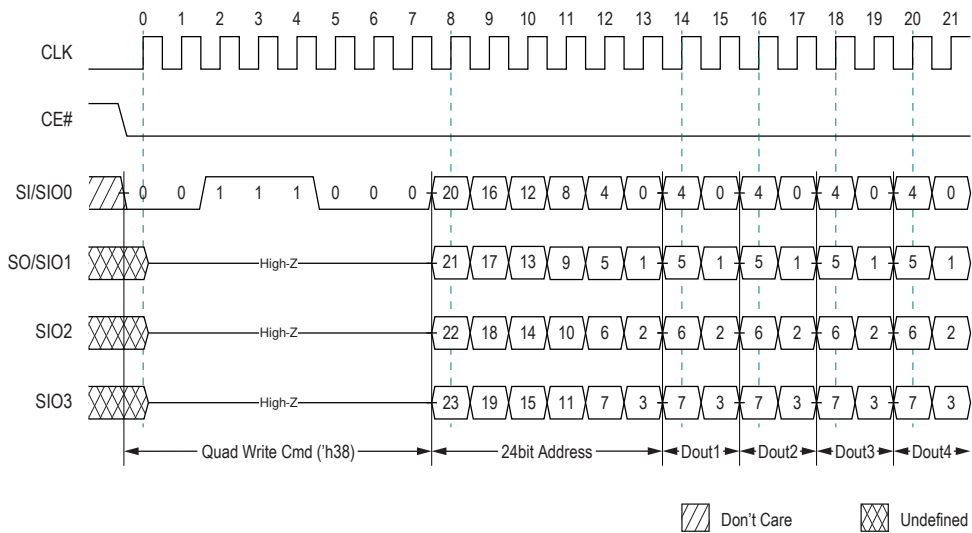 0 1 2 3 4 5 6 7 8 9 10 11 12 13 14 15 16 17 18 19 20 21
CLK
CE#
SI/SIO0 0 0 1 1 1 0 0 0 20 16 12 8 4 0 4 0 4 0 4 0 4 0
SO/SIO1 High-Z 21 17 13 9 5 1 5 1 5 1 5 1 5 1
SIO2 High-Z 22 18 14 10 6 2 6 2 6 2 6 2 6 2
SIO3 High-Z 23 19 15 11 7 3 7 3 7 3 7 3 7 3
Quad Write Cmd ('h38) 24bit Address Dout1 Dout2 Dout3 Dout4
Don't Care Undefined